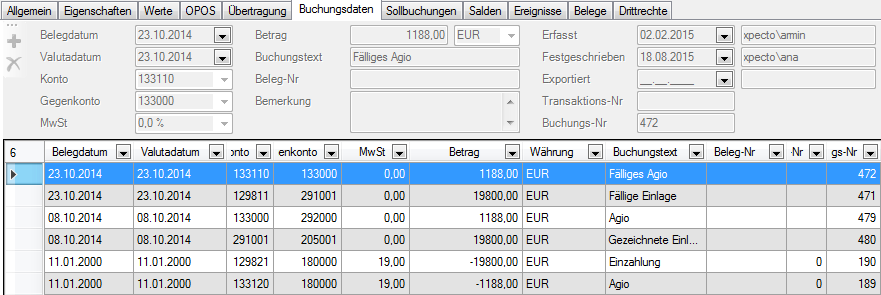 Allgemein Eigenschaften Werte OPOS Übertragung Buchungsdaten Sollbuchungen Salden Ereignisse Belege Drittrechte
Belegdatum 23.10.2014 Betrag 1188,00 EUR Erfasst 02.02.2015 xpecto\amin
Valutadatum 23.10.2014 Buchungstext Fälliges Agio Festgeschrieben 18.08.2015 xpecto\ana
Konto 133110 Beleg-Nr Exportiert __.__.____
Gegenkonto 133000 Bemerkung Transaktions-Nr
MwSt 0,0 % Buchungs-Nr 472
6 Belegdatum Valutadatum onto enkonto MwSt Betrag Währung Buchungstext Beleg-Nr -Nr gs-Nr
23.10.2014 23.10.2014 133110 133000 0,00 1188,00 EUR Fälliges Agio 472
23.10.2014 23.10.2014 129811 291001 0,00 19800,00 EUR Fällige Einlage 471
08.10.2014 08.10.2014 133000 292000 0,00 1188,00 EUR Agio 479
08.10.2014 08.10.2014 291001 205001 0,00 19800,00 EUR Gezeichnete Einl... 480
11.01.2000 11.01.2000 129821 180000 19,00 -19800,00 EUR Einzahlung 0 190
11.01.2000 11.01.2000 133120 180000 19,00 -1188,00 EUR Agio 0 189